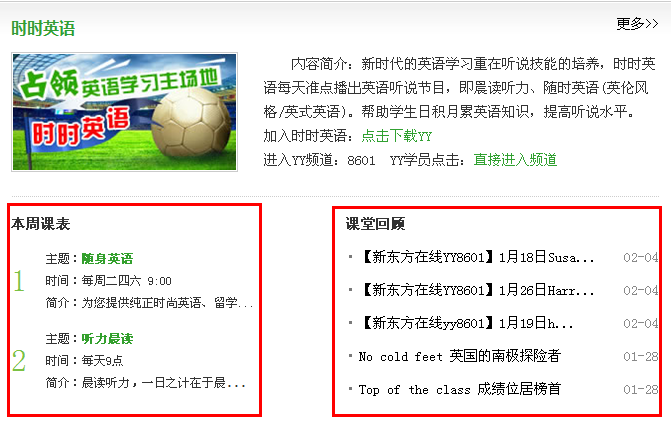 时时英语
更多>>
占领英语学习主场地
时时英语
内容简介：新时代的英语学习重在听说技能的培养，时时英
语每天准点播出英语听说节目，即晨读听力、随时英语(英伦风
格/英式英语)。帮助学生日积月累英语知识，提高听说水平。
加入时时英语：点击下载YY
进入YY频道：8601 YY学员点击：直接进入频道
本周课表
1
主题：随身英语
时间：每周二四六 9:00
简介：为您提供纯正时尚英语、留学...
2
主题：听力晨读
时间：每天9点
简介：晨读听力，一日之计在于晨...
课堂回顾
【新东方在线YY8601】1月18日Susa... 02-04
【新东方在线YY8601】1月26日Harr... 02-04
【新东方在线yy8601】1月19日h... 02-04
No cold feet 英国的南极探险者 01-28
Top of the class 成绩位居榜首 01-28